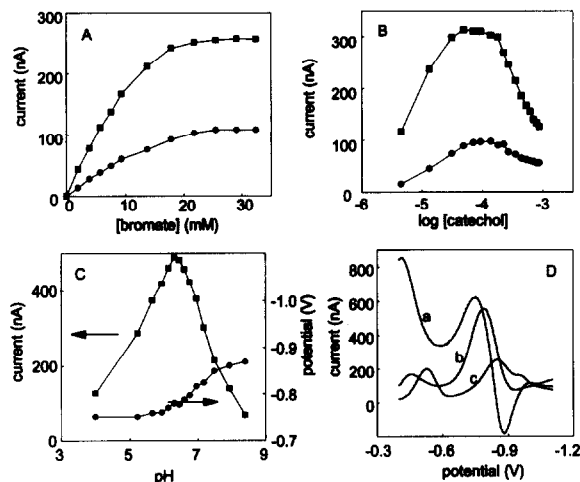 A
current (nA)
300
200
100
0
0 10 20 30
[bromate] (mM)
B
current (nA)
300
200
100
0
-6 -5 -4 -3
log [catechol]
C
current (nA)
400
200
0
-1.0
-0.9
-0.8
-0.7
potential (V)
3 5 7 9
pH
D
current (nA)
800
600
400
200
0
a
b
c
-0.3 -0.6 -0.9 -1.2
potential (V)